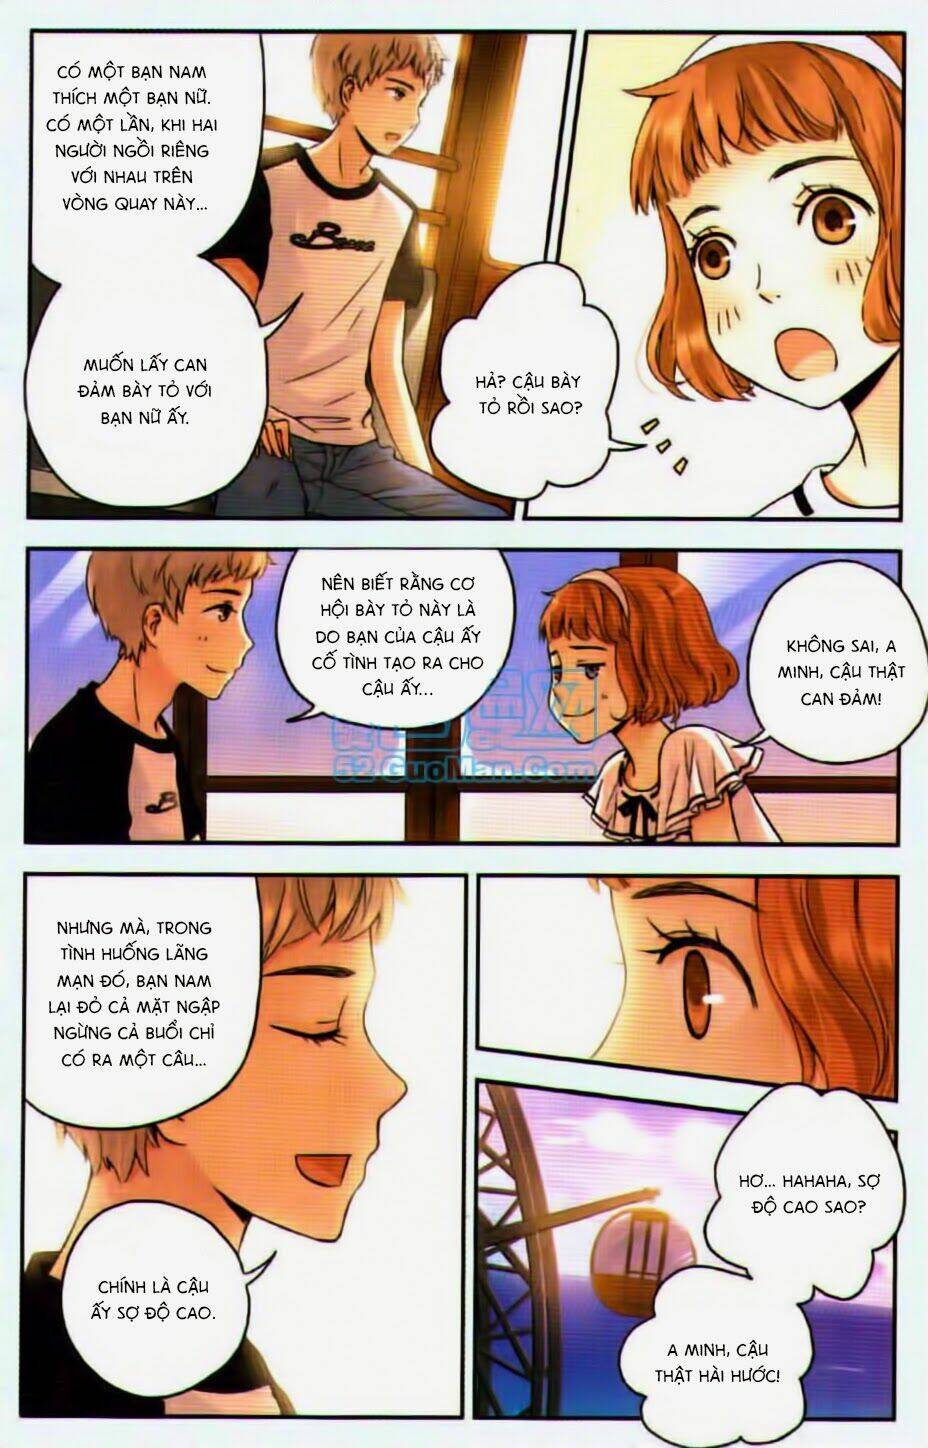 CÓ MỘT BẠN NAM
THÍCH MỘT BẠN NỮ.
CÓ MỘT LẦN, KHI HAI
NGƯỜI NGỒI RIÊNG
VỚI NHAU TRÊN
VÒNG QUAY NÀY...
MUỐN LẤY CAN
ĐẢM BÀY TỎ VỚI
BẠN NỮ ẤY.
HẢ? CẬU BÀY
TỎ RỒI SAO?
NÊN BIẾT RẰNG CƠ
HỘI BÀY TỎ NÀY LÀ
DO BẠN CỦA CẬU ẤY
CỐ TÌNH TẠO RA CHO
CẬU ẤY...
KHÔNG SAI, A
MINH, CẬU THẬT
CAN ĐẢM!
52GuoMan.Com
NHƯNG MÀ, TRONG
TÌNH HUỐNG LÃNG
MẠN ĐÓ, BẠN NAM
LẠI ĐỎ CẢ MẶT NGẬP
NGỪNG CẢ BUỔI CHỈ
CÓ RA MỘT CÂU...
CHÍNH LÀ CẬU
ẤY SỢ ĐỘ CAO.
HƠ... HAHAHA, SỢ
ĐỘ CAO SAO?
A MINH, CẬU
THẬT HÀI HƯỚC!